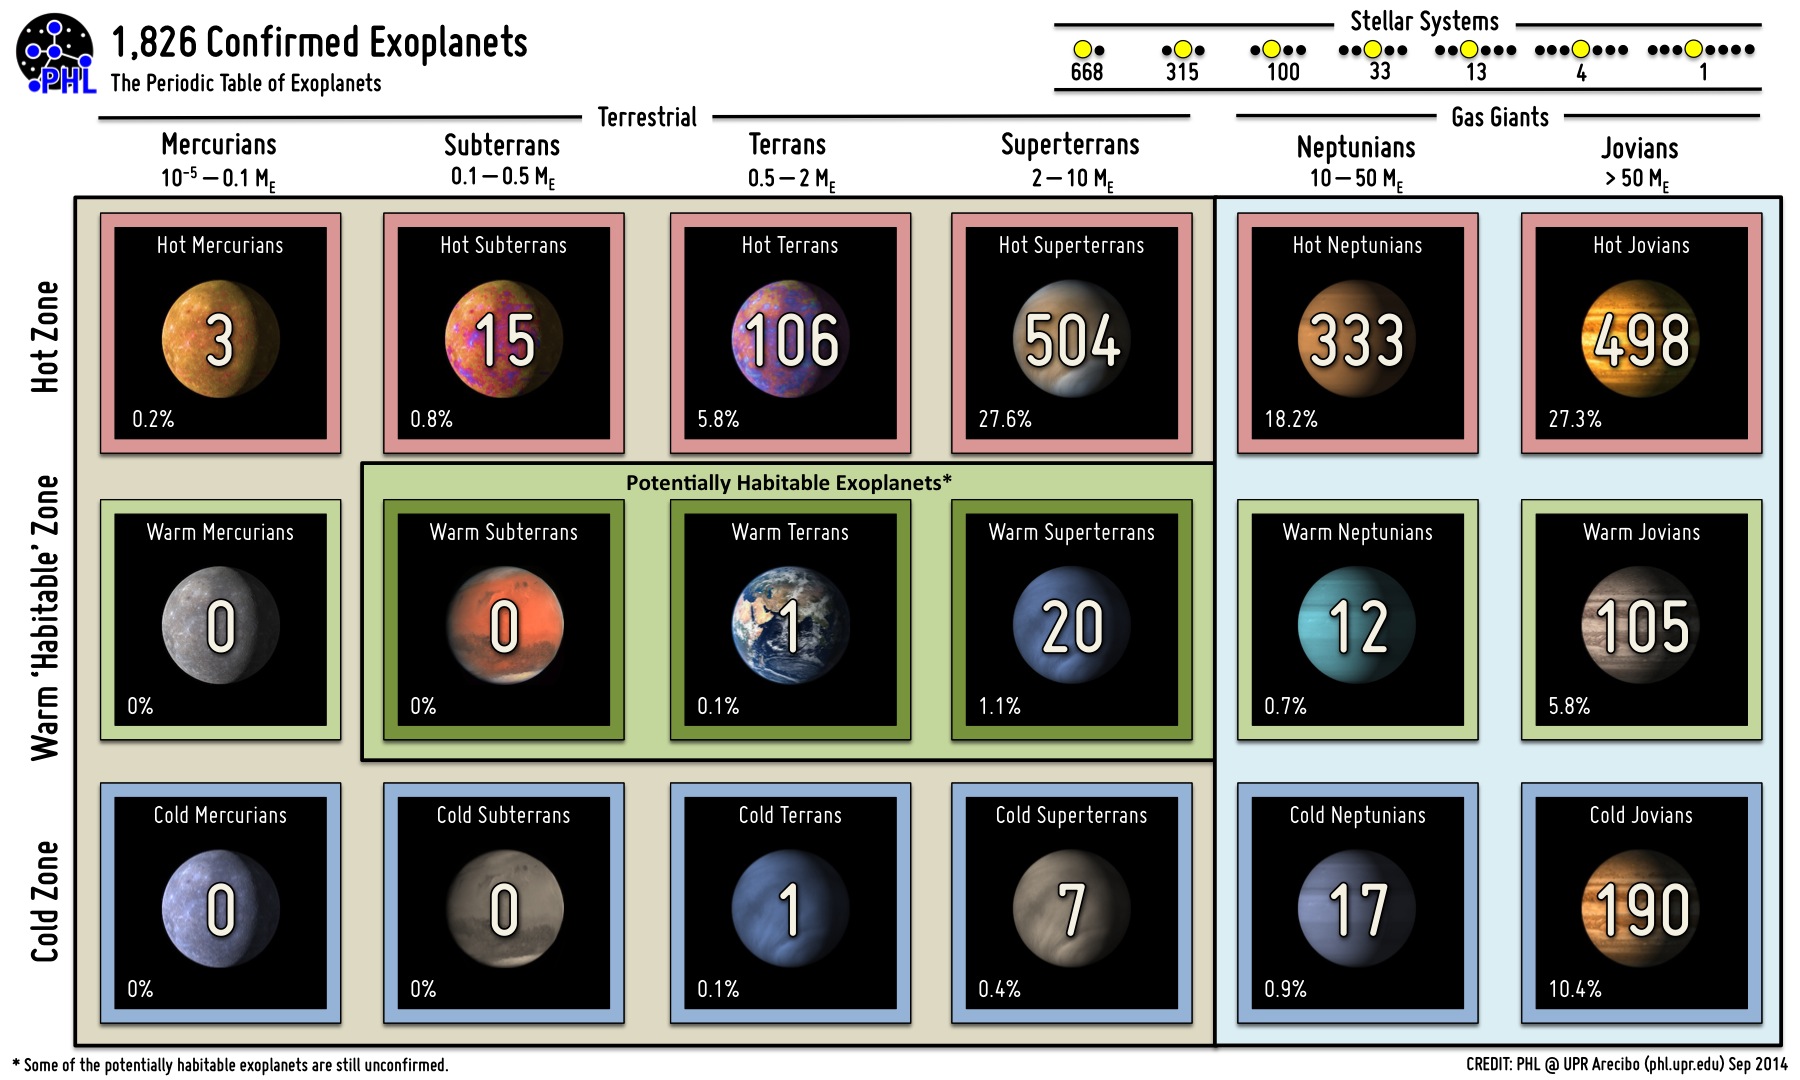 PHL
1,826 Confirmed Exoplanets
The Periodic Table of Exoplanets
Stellar Systems
668 315 100 33 13 4 1
Terrestrial Gas Giants
Mercurians Subterrans Terrans Superterrans Neptunians Jovians
10⁻⁵ – 0.1 ME 0.1 – 0.5 ME 0.5 – 2 ME 2 – 10 ME 10 – 50 ME > 50 ME
Hot Zone
Hot Mercurians Hot Subterrans Hot Terrans Hot Superterrans Hot Neptunians Hot Jovians
3 15 106 504 333 498
0.2% 0.8% 5.8% 27.6% 18.2% 27.3%
Potentially Habitable Exoplanets*
Warm ‘Habitable’ Zone
Warm Mercurians Warm Subterrans Warm Terrans Warm Superterrans Warm Neptunians Warm Jovians
0 0 1 20 12 105
0% 0% 0.1% 1.1% 0.7% 5.8%
Cold Zone
Cold Mercurians Cold Subterrans Cold Terrans Cold Superterrans Cold Neptunians Cold Jovians
0 0 1 7 17 190
0% 0% 0.1% 0.4% 0.9% 10.4%
* Some of the potentially habitable exoplanets are still unconfirmed.
CREDIT: PHL @ UPR Arecibo (phl.upr.edu) Sep 2014